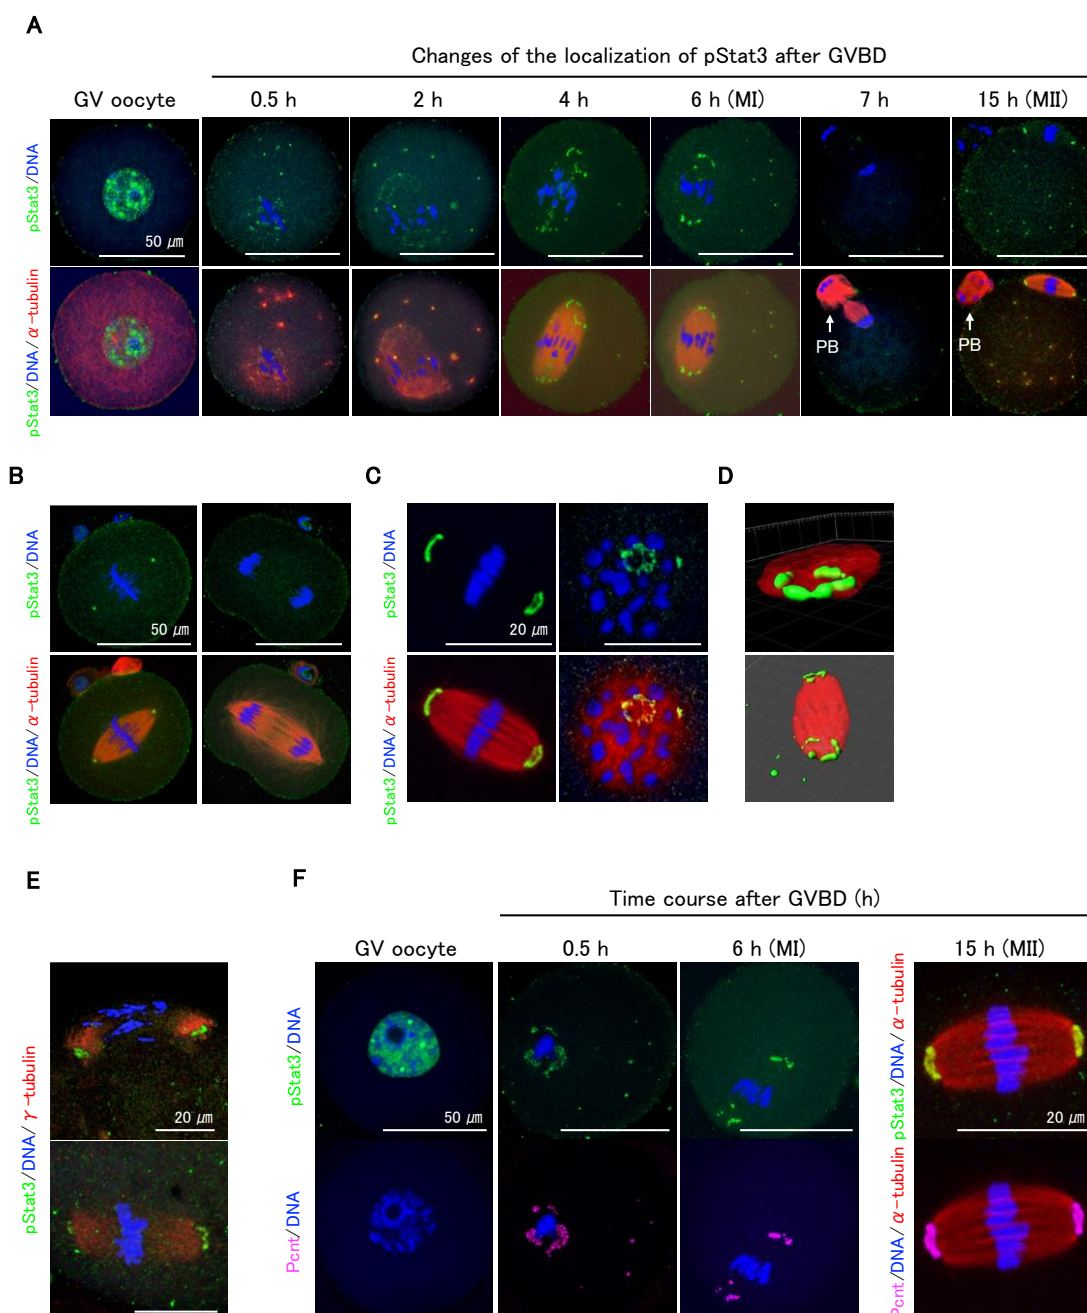 A
Changes of the localization of pStat3 after GVBD
GV oocyte
0.5 h
2 h
4 h
6 h (MI)
7 h
15 h (MII)
pStat3/DNA
50 μm
pStat3/DNA/α-tubulin
PB
PB
B
C
D
pStat3/DNA
50 μm
pStat3/DNA
20 μm
pStat3/DNA/α-tubulin
pStat3/DNA/α-tubulin
E
F
Time course after GVBD (h)
GV oocyte
0.5 h
6 h (MI)
15 h (MII)
pStat3/DNA/γ-tubulin
20 μm
pStat3/DNA
50 μm
pStat3/DNA/α-tubulin
20 μm
Pcnt/DNA
Pcnt/DNA/α-tubulin